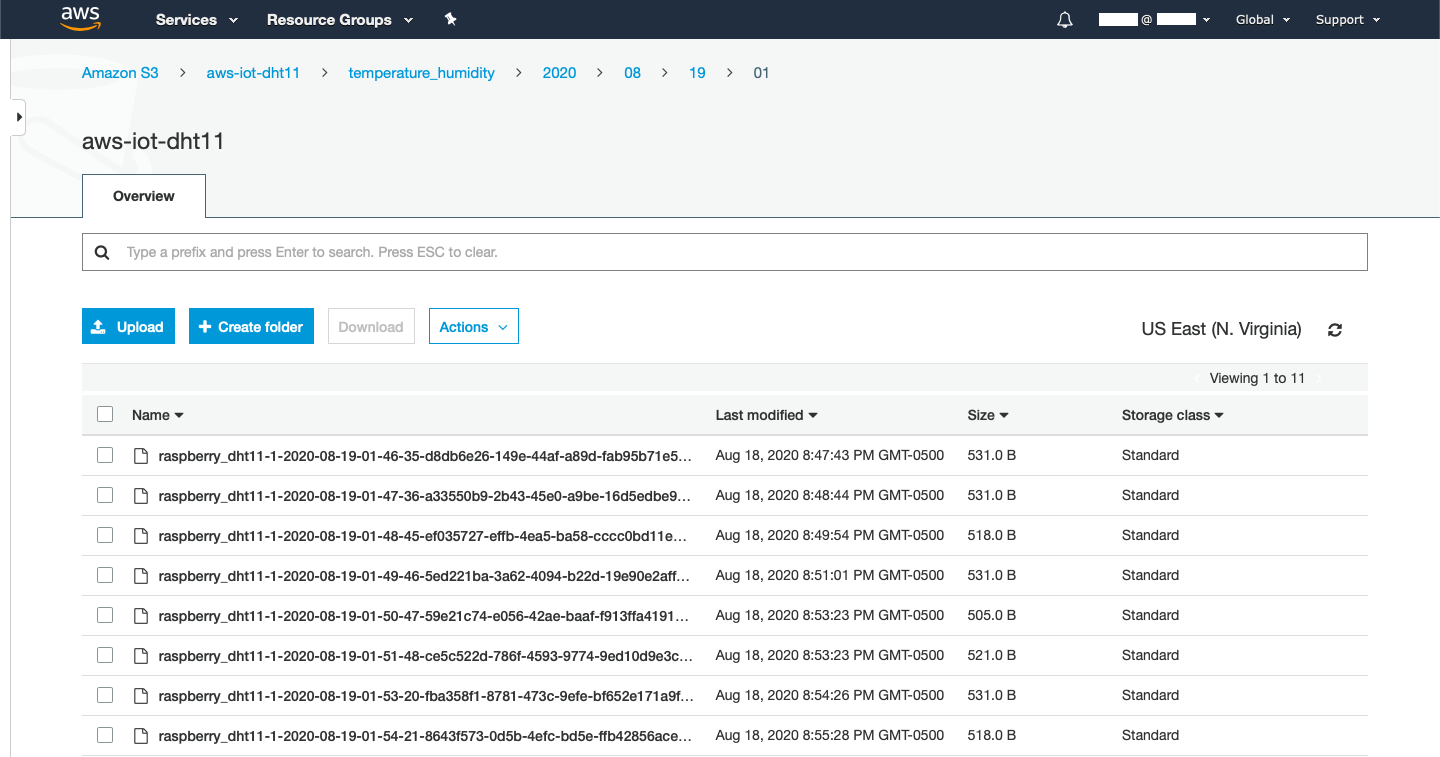 aws Services Resource Groups @ Global Support
Amazon S3 > aws-iot-dht11 > temperature_humidity > 2020 > 08 > 19 > 01
aws-iot-dht11
Overview
Type a prefix and press Enter to search. Press ESC to clear.
Upload + Create folder Download Actions US East (N. Virginia)
Viewing 1 to 11
Name Last modified Size Storage class
raspberry_dht11-1-2020-08-19-01-46-35-d8db6e26-149e-44af-a89d-fab95b71e5... Aug 18, 2020 8:47:43 PM GMT-0500 531.0 B Standard
raspberry_dht11-1-2020-08-19-01-47-36-a33550b9-2b43-45e0-a9be-16d5edbe9... Aug 18, 2020 8:48:44 PM GMT-0500 531.0 B Standard
raspberry_dht11-1-2020-08-19-01-48-45-ef035727-effb-4ea5-ba58-cccc0bd11e... Aug 18, 2020 8:49:54 PM GMT-0500 518.0 B Standard
raspberry_dht11-1-2020-08-19-01-49-46-5ed221ba-3a62-4094-b22d-19e90e2aff... Aug 18, 2020 8:51:01 PM GMT-0500 531.0 B Standard
raspberry_dht11-1-2020-08-19-01-50-47-59e21c74-e056-42ae-baaf-f913ffa4191... Aug 18, 2020 8:53:23 PM GMT-0500 505.0 B Standard
raspberry_dht11-1-2020-08-19-01-51-48-ce5c522d-786f-4593-9774-9ed10d9e3c... Aug 18, 2020 8:53:23 PM GMT-0500 521.0 B Standard
raspberry_dht11-1-2020-08-19-01-53-20-fba358f1-8781-473c-9efe-bf652e171a9f... Aug 18, 2020 8:54:26 PM GMT-0500 531.0 B Standard
raspberry_dht11-1-2020-08-19-01-54-21-8643f573-0d5b-4efc-bd5e-ffb42856ace... Aug 18, 2020 8:55:28 PM GMT-0500 518.0 B Standard